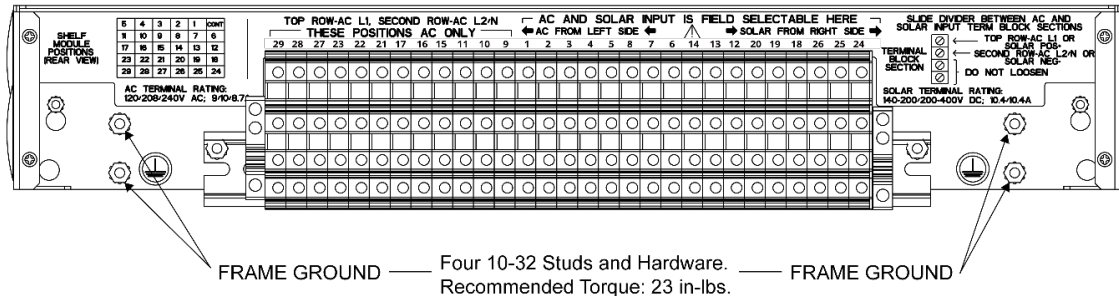 SHELF
MODULE
POSITIONS
(REAR VIEW)
5 4 3 2 1 CONT
11 10 9 8 7 6
17 16 15 14 13 12
23 22 21 20 19 18
29 28 27 26 25 24
AC TERMINAL RATING:
120/208/240V AC; 9/10/8.7
TOP ROW-AC L1, SECOND ROW-AC L2/N
THESE POSITIONS AC ONLY
AC AND SOLAR INPUT IS FIELD SELECTABLE HERE
AC FROM LEFT SIDE
SOLAR FROM RIGHT SIDE
29 28 27 23 22 21 17 16 15 11 10 9 1 2 3 4 5 8 7 6 14 13 12 20 19 18 26 25 24
SLIDE DIVIDER BETWEEN AC AND
SOLAR INPUT TERM BLOCK SECTIONS
TERMINAL
BLOCK
SECTION
TOP ROW-AC L1 OR
SOLAR POS+
SECOND ROW-AC L2/N OR
SOLAR NEG-
DO NOT LOOSEN
SOLAR TERMINAL RATING:
140-200/200-400V DC; 10.4/10.4A
FRAME GROUND
Four 10-32 Studs and Hardware.
Recommended Torque: 23 in-lbs.
FRAME GROUND